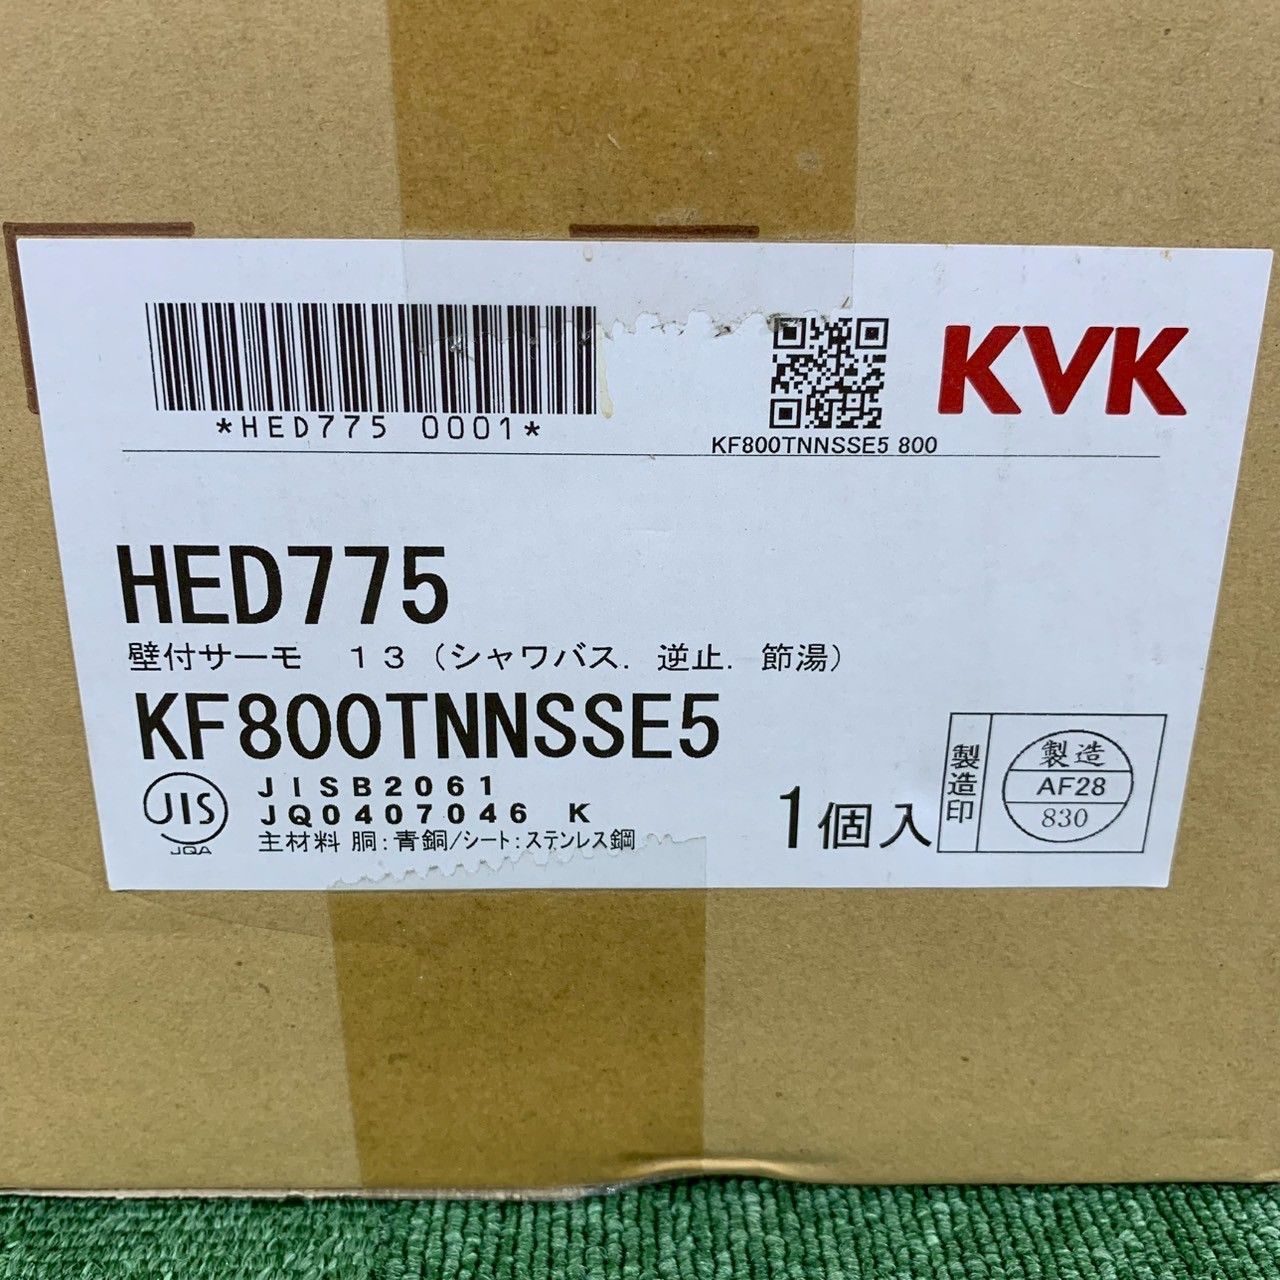 *HED775 0001*
KVK
KF800TNNSSE5 800
HED775
壁付サーモ 13(シャワバス. 逆止. 節湯)
KF800TNNSSE5
JIS
JQA
JISB2061
JQ0407046 K
主材料 胴:青銅/シート:ステンレス鋼
1個入
製造印
製造
AF28
830